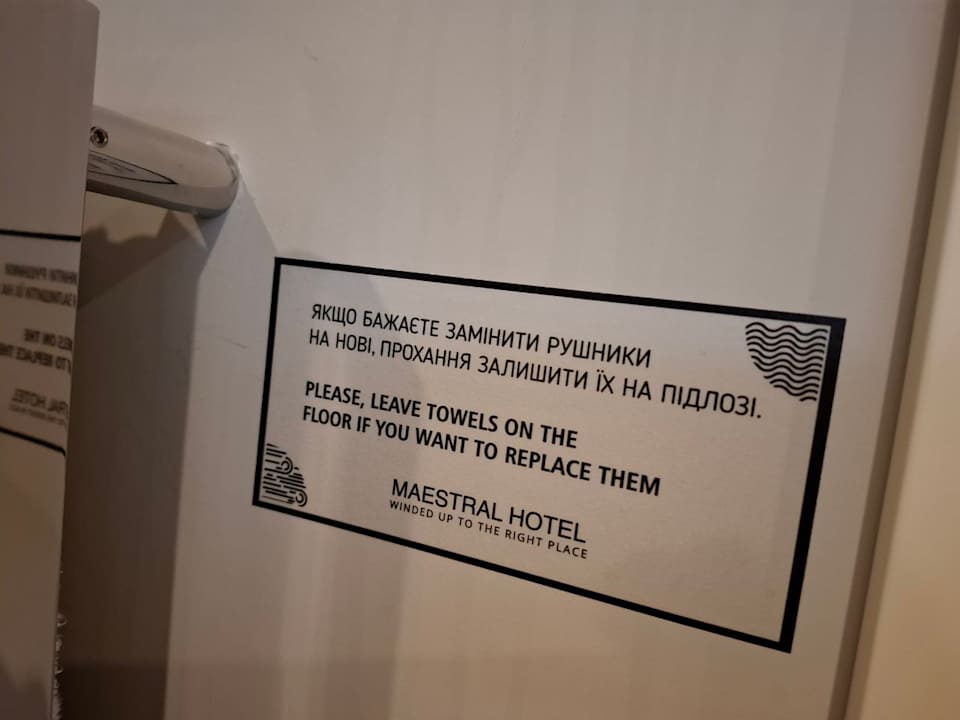 ЯКЩО БАЖАЄТЕ ЗАМІНИТИ РУШНИКИ
НА НОВІ, ПРОХАННЯ ЗАЛИШИТИ ЇХ НА ПІДЛОЗІ.
PLEASE, LEAVE TOWELS ON THE
FLOOR IF YOU WANT TO REPLACE THEM
MAESTRAL HOTEL
WINDED UP TO THE RIGHT PLACE